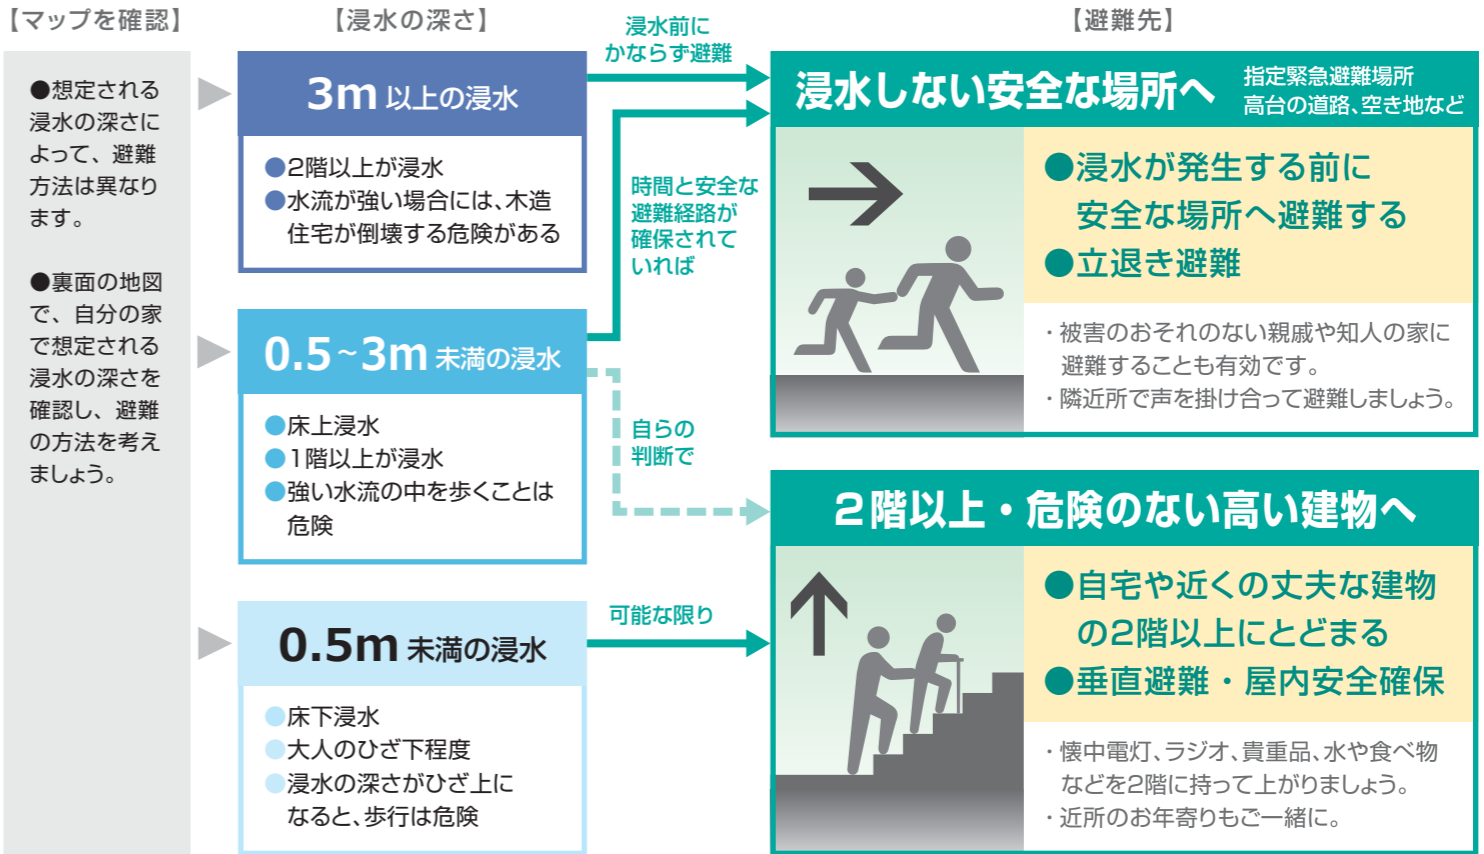 【マップを確認】
●想定される
浸水の深さに
よって、避難
方法は異なり
ます。
●裏面の地図
で、自分の家
で想定される
浸水の深さを
確認し、避難
の方法を考え
ましょう。
【浸水の深さ】
3m 以上の浸水
●2階以上が浸水
●水流が強い場合には、木造
住宅が倒壊する危険がある
0.5~3m 未満の浸水
●床上浸水
●1階以上が浸水
●強い水流の中を歩くことは
危険
0.5m 未満の浸水
●床下浸水
●大人のひざ下程度
●浸水の深さがひざ上に
なると、歩行は危険
浸水前に
かならず避難
時間と安全な
避難経路が
確保されて
いれば
自らの
判断で
可能な限り
【避難先】
浸水しない安全な場所へ
指定緊急避難場所
高台の道路、空き地など
●浸水が発生する前に
安全な場所へ避難する
●立退き避難
・被害のおそれのない親戚や知人の家に
避難することも有効です。
・隣近所で声を掛け合って避難しましょう。
2階以上・危険のない高い建物へ
●自宅や近くの丈夫な建物
の2階以上にとどまる
●垂直避難・屋内安全確保
・懐中電灯、ラジオ、貴重品、水や食べ物
などを2階に持って上がりましょう。
・近所のお年寄りもご一緒に。